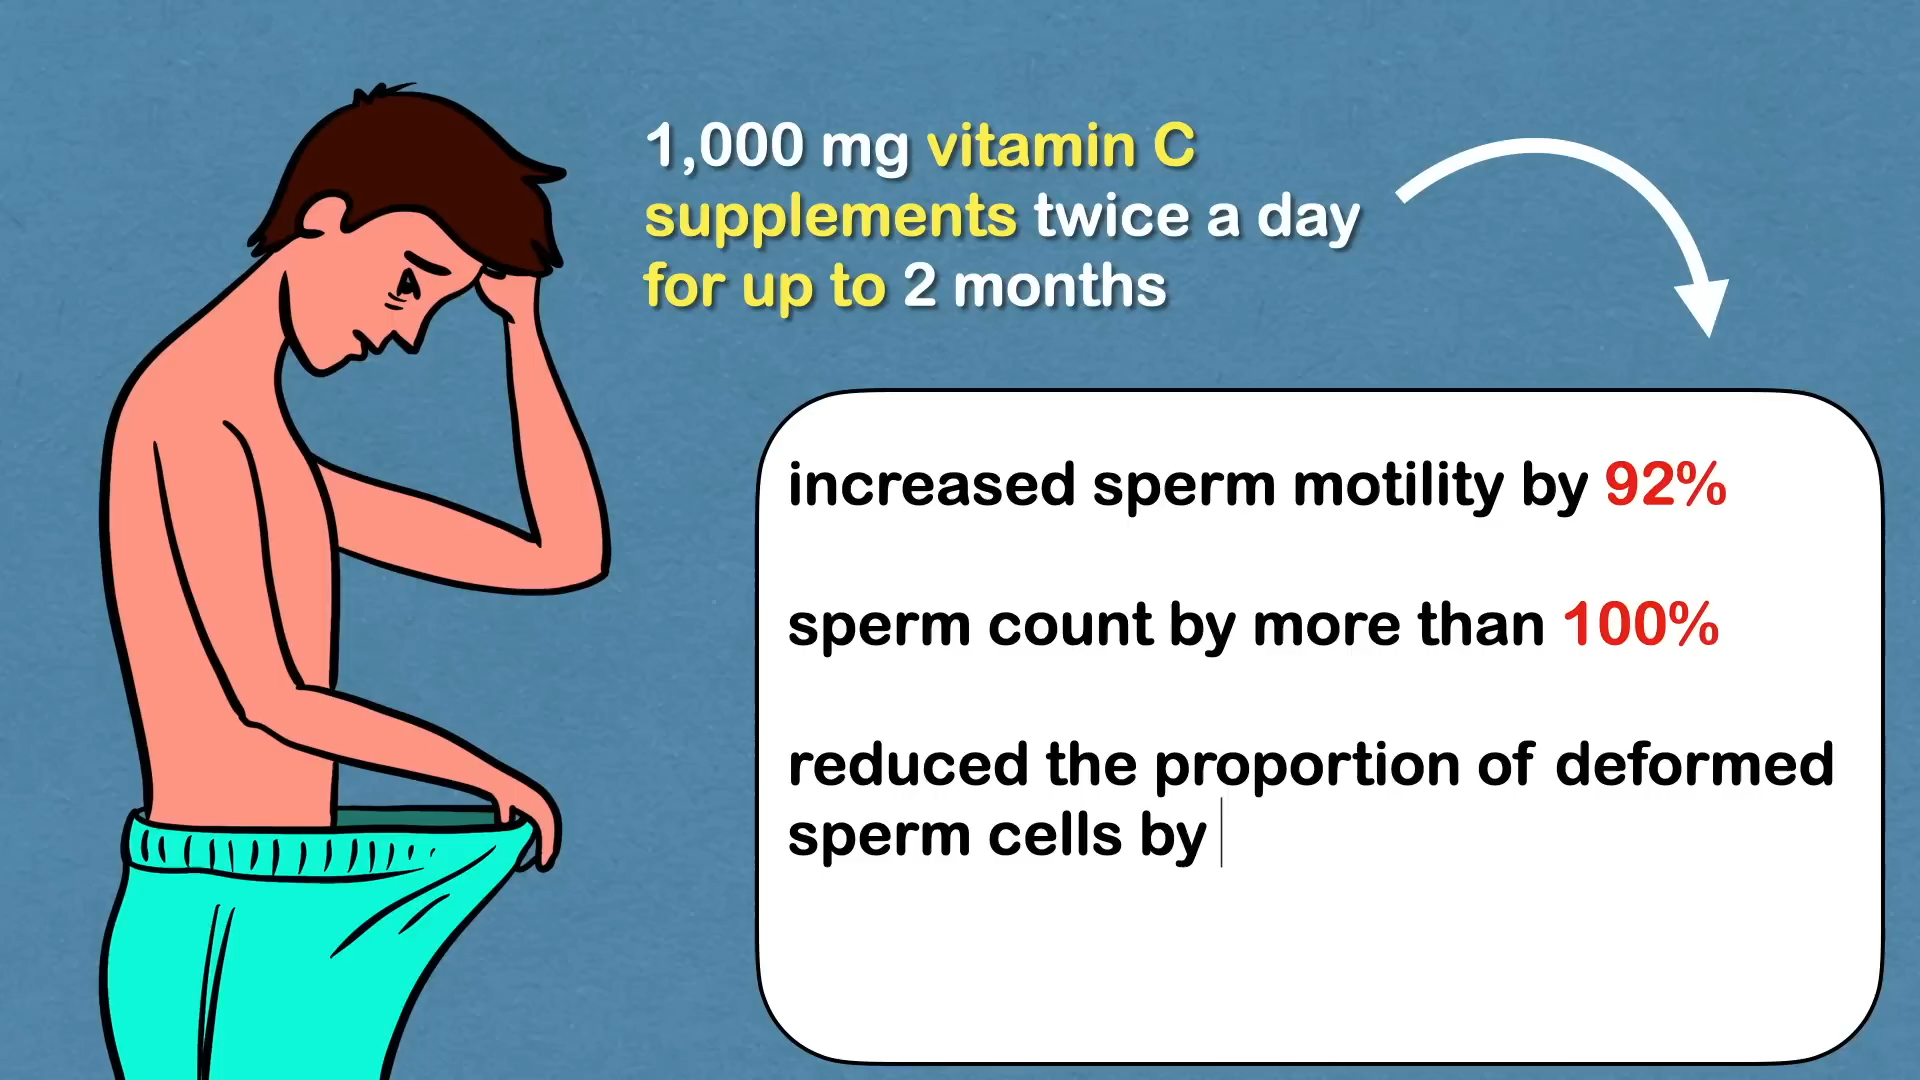 1,000 mg vitamin C
supplements twice a day
for up to 2 months
increased sperm motility by 92%
sperm count by more than 100%
reduced the proportion of deformed
sperm cells by